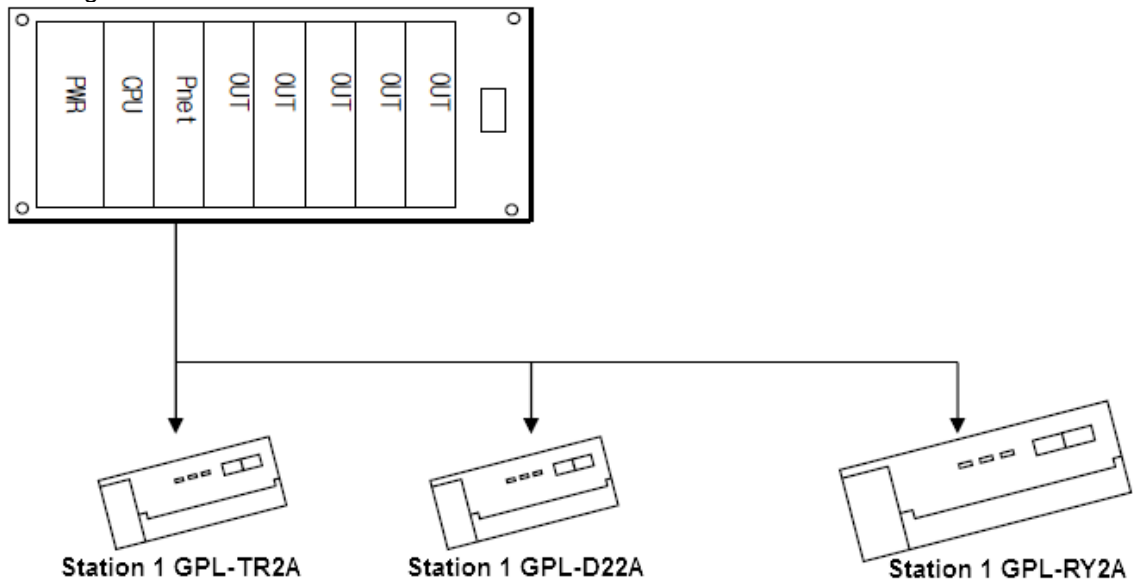 PWR
CPU
Pnet
OUT
OUT
OUT
OUT
OUT
Station 1 GPL-TR2A
Station 1 GPL-D22A
Station 1 GPL-RY2A